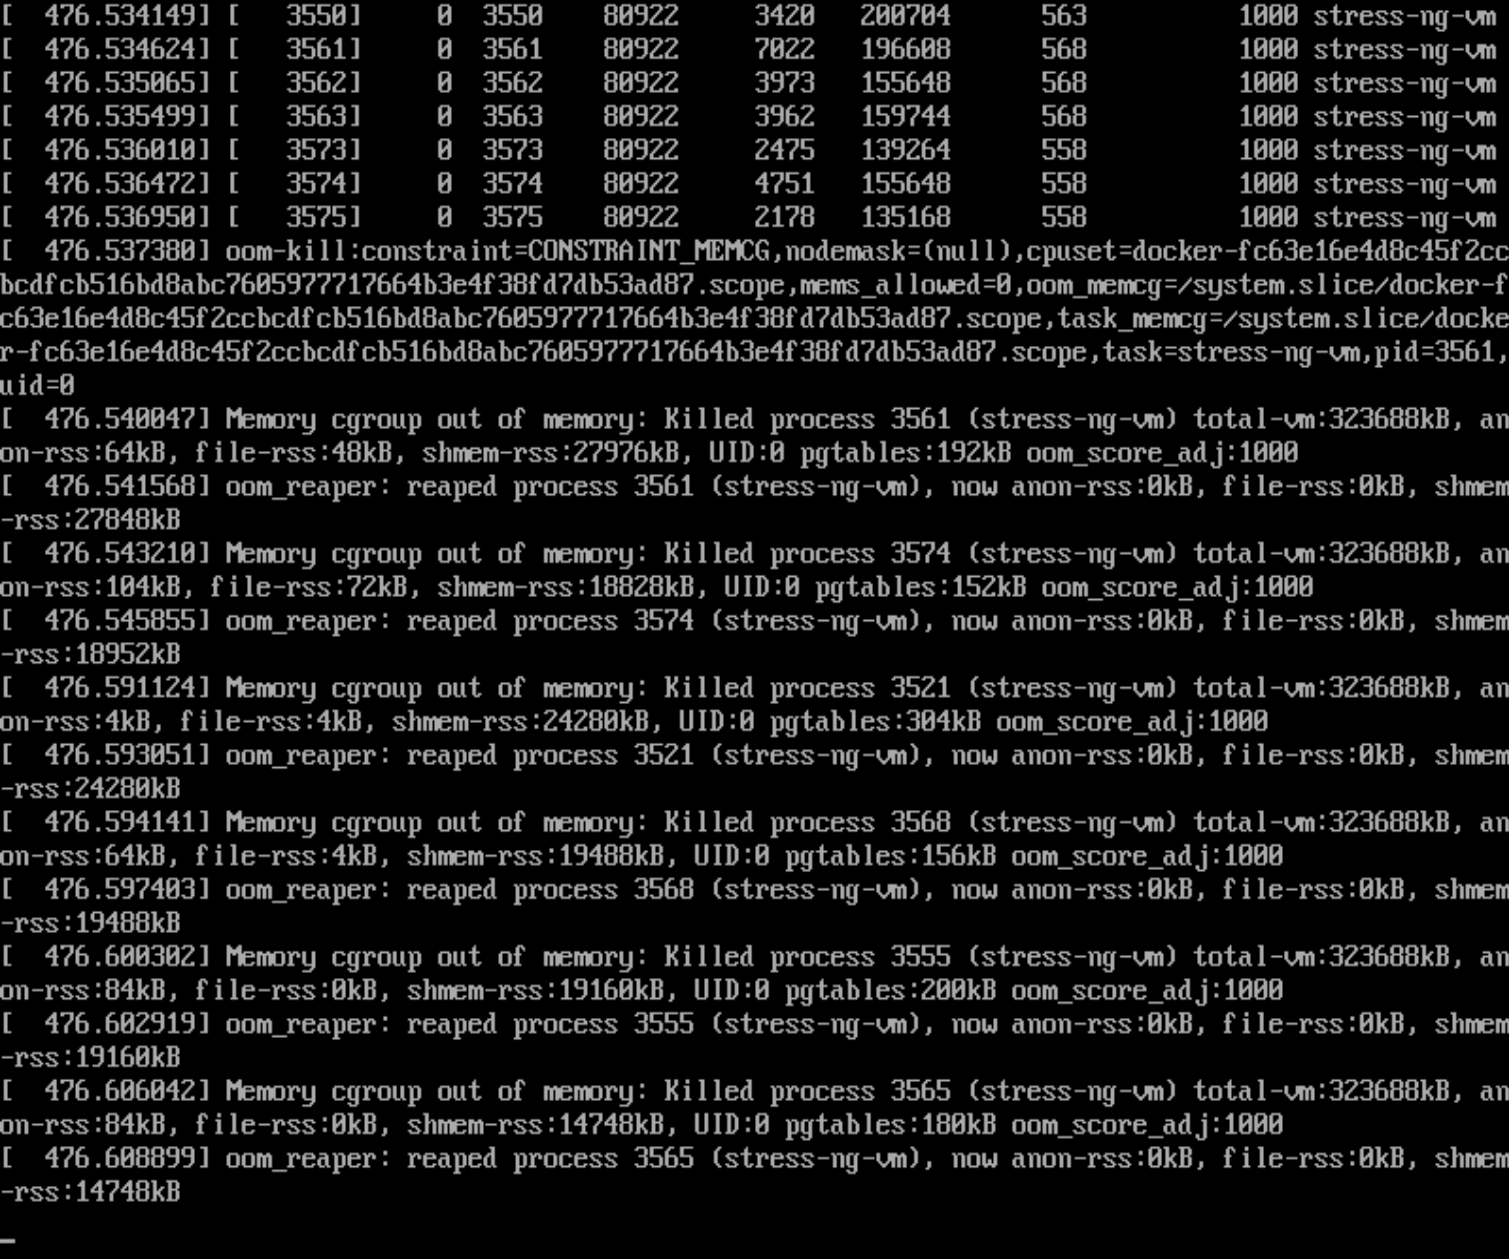 [  476.534149] [   3550]     0  3550    80922     3420   200704      563          1000 stress-ng-vm
[  476.534624] [   3561]     0  3561    80922     7022   196608      568          1000 stress-ng-vm
[  476.535065] [   3562]     0  3562    80922     3973   155648      568          1000 stress-ng-vm
[  476.535499] [   3563]     0  3563    80922     3962   159744      568          1000 stress-ng-vm
[  476.536010] [   3573]     0  3573    80922     2475   139264      558          1000 stress-ng-vm
[  476.536472] [   3574]     0  3574    80922     4751   155648      558          1000 stress-ng-vm
[  476.536950] [   3575]     0  3575    80922     2178   135168      558          1000 stress-ng-vm
[  476.537380] oom-kill:constraint=CONSTRAINT_MEMCG,nodemask=(null),cpuset=docker-fc63e16e4d8c45f2cc
bcdfcb516bd8abc7605977717664b3e4f38fd7db53ad87.scope,mems_allowed=0,oom_memcg=/system.slice/docker-f
c63e16e4d8c45f2ccbcdfcb516bd8abc7605977717664b3e4f38fd7db53ad87.scope,task_memcg=/system.slice/docke
r-fc63e16e4d8c45f2ccbcdfcb516bd8abc7605977717664b3e4f38fd7db53ad87.scope,task=stress-ng-vm,pid=3561,
uid=0
[  476.540047] Memory cgroup out of memory: Killed process 3561 (stress-ng-vm) total-vm:323688kB, an
on-rss:64kB, file-rss:48kB, shmem-rss:27976kB, UID:0 pgtables:192kB oom_score_adj:1000
[  476.541568] oom_reaper: reaped process 3561 (stress-ng-vm), now anon-rss:0kB, file-rss:0kB, shmem
-rss:27848kB
[  476.543210] Memory cgroup out of memory: Killed process 3574 (stress-ng-vm) total-vm:323688kB, an
on-rss:104kB, file-rss:72kB, shmem-rss:18828kB, UID:0 pgtables:152kB oom_score_adj:1000
[  476.545855] oom_reaper: reaped process 3574 (stress-ng-vm), now anon-rss:0kB, file-rss:0kB, shmem
-rss:18952kB
[  476.591124] Memory cgroup out of memory: Killed process 3521 (stress-ng-vm) total-vm:323688kB, an
on-rss:4kB, file-rss:4kB, shmem-rss:24280kB, UID:0 pgtables:304kB oom_score_adj:1000
[  476.593051] oom_reaper: reaped process 3521 (stress-ng-vm), now anon-rss:0kB, file-rss:0kB, shmem
-rss:24280kB
[  476.594141] Memory cgroup out of memory: Killed process 3568 (stress-ng-vm) total-vm:323688kB, an
on-rss:64kB, file-rss:4kB, shmem-rss:19488kB, UID:0 pgtables:156kB oom_score_adj:1000
[  476.597403] oom_reaper: reaped process 3568 (stress-ng-vm), now anon-rss:0kB, file-rss:0kB, shmem
-rss:19488kB
[  476.600302] Memory cgroup out of memory: Killed process 3555 (stress-ng-vm) total-vm:323688kB, an
on-rss:84kB, file-rss:0kB, shmem-rss:19160kB, UID:0 pgtables:200kB oom_score_adj:1000
[  476.602919] oom_reaper: reaped process 3555 (stress-ng-vm), now anon-rss:0kB, file-rss:0kB, shmem
-rss:19160kB
[  476.606042] Memory cgroup out of memory: Killed process 3565 (stress-ng-vm) total-vm:323688kB, an
on-rss:84kB, file-rss:0kB, shmem-rss:14748kB, UID:0 pgtables:180kB oom_score_adj:1000
[  476.608899] oom_reaper: reaped process 3565 (stress-ng-vm), now anon-rss:0kB, file-rss:0kB, shmem
-rss:14748kB